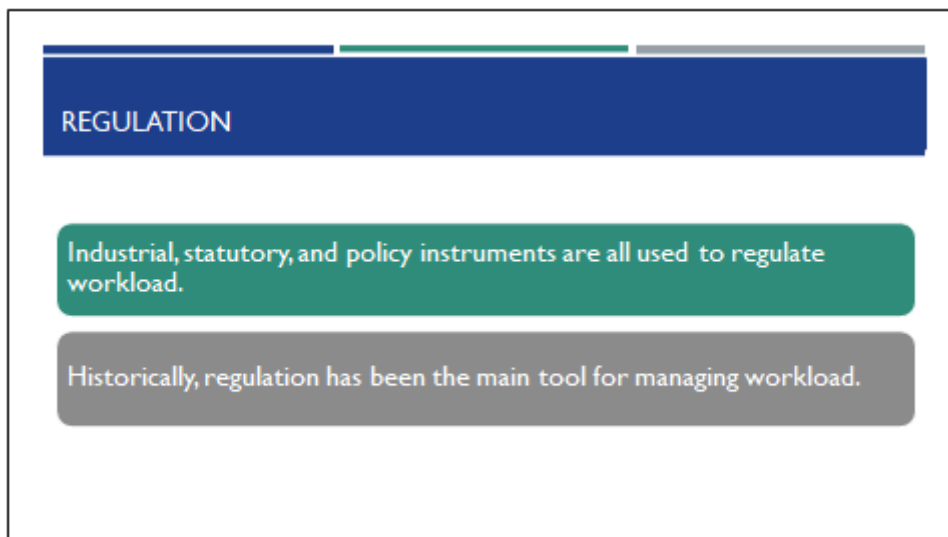 REGULATION
Industrial, statutory, and policy instruments are all used to regulate
workload.
Historically, regulation has been the main tool for managing workload.